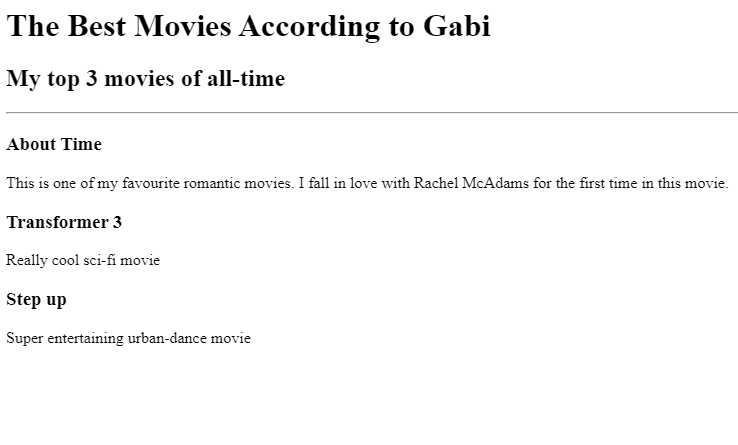 The Best Movies According to Gabi
My top 3 movies of all-time
About Time
This is one of my favourite romantic movies. I fall in love with Rachel McAdams for the first time in this movie.
Transformer 3
Really cool sci-fi movie
Step up
Super entertaining urban-dance movie